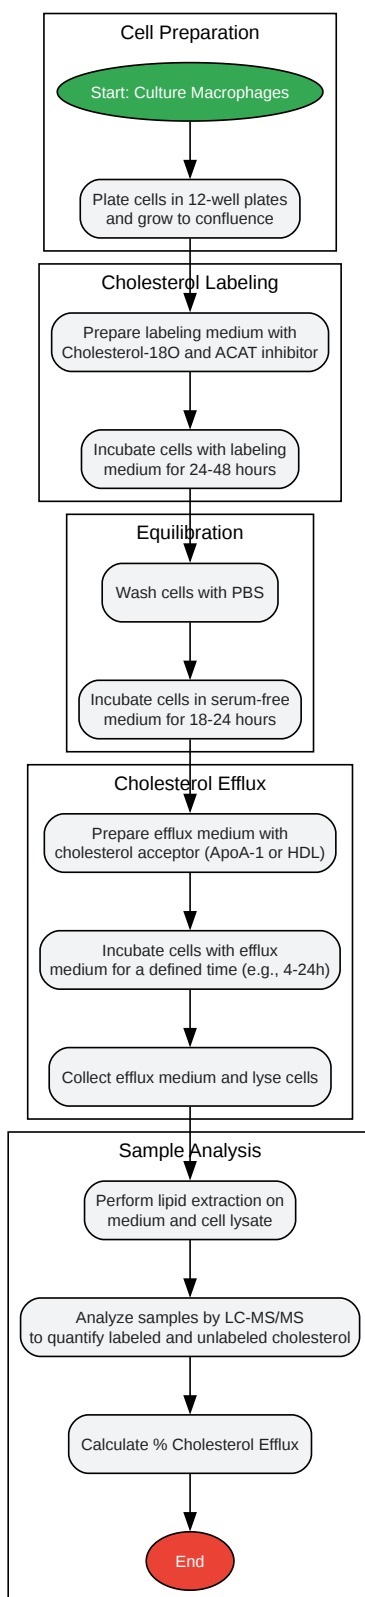 Cell Preparation
Start: Culture Macrophages
Plate cells in 12-well plates
and grow to confluence
Cholesterol Labeling
Prepare labeling medium with
Cholesterol-18O and ACAT inhibitor
Incubate cells with labeling
medium for 24-48 hours
Equilibration
Wash cells with PBS
Incubate cells in serum-free
medium for 18-24 hours
Cholesterol Efflux
Prepare efflux medium with
cholesterol acceptor (ApoA-1 or HDL)
Incubate cells with efflux
medium for a defined time (e.g., 4-24h)
Collect efflux medium and lyse cells
Sample Analysis
Perform lipid extraction on
medium and cell lysate
Analyze samples by LC-MS/MS
to quantify labeled and unlabeled cholesterol
Calculate % Cholesterol Efflux
End